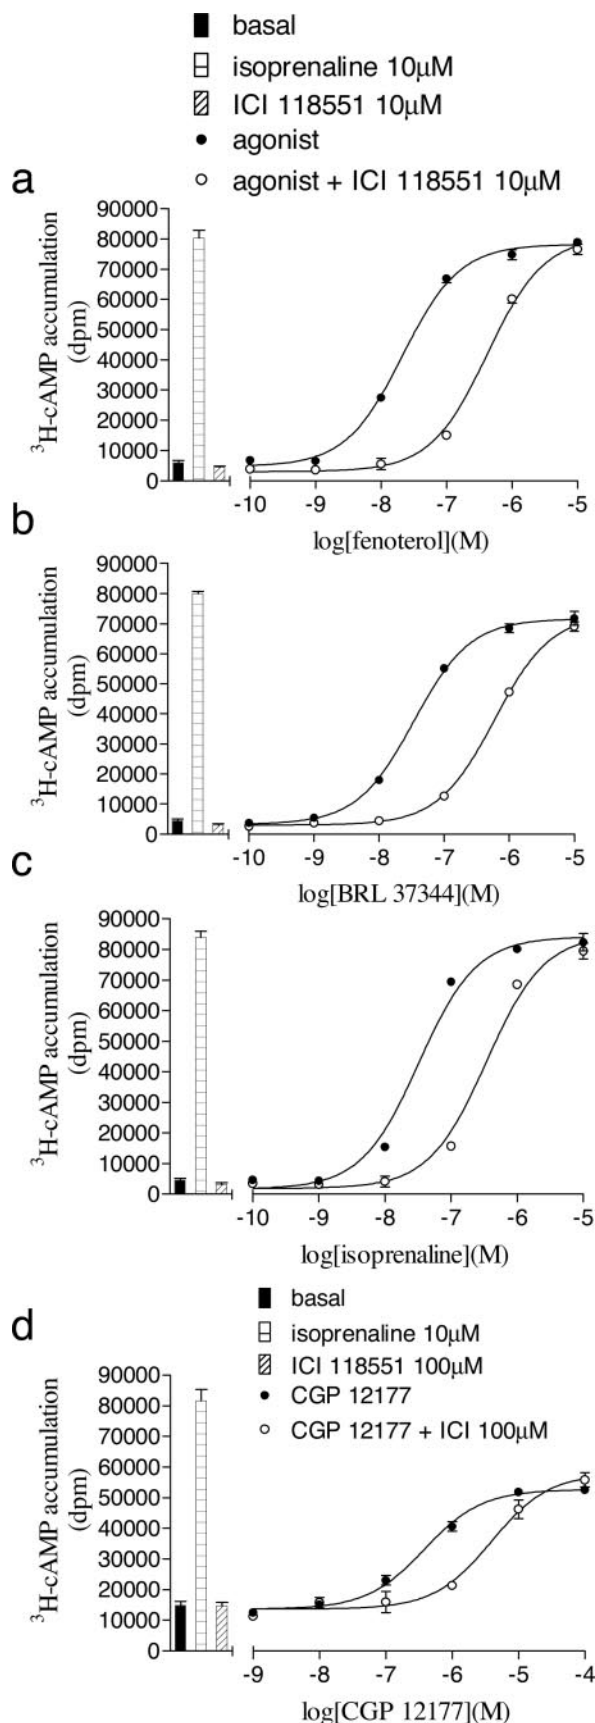 basal
isoprenaline 10μM
ICI 118551 10μM
agonist
agonist + ICI 118551 10μM
a
³H-cAMP accumulation
(dpm)
90000
80000
70000
60000
50000
40000
30000
20000
10000
0
-10 -9 -8 -7 -6 -5
log[fenoterol](M)
b
³H-cAMP accumulation
(dpm)
90000
80000
70000
60000
50000
40000
30000
20000
10000
0
-10 -9 -8 -7 -6 -5
log[BRL 37344](M)
c
³H-cAMP accumulation
(dpm)
90000
80000
70000
60000
50000
40000
30000
20000
10000
0
-10 -9 -8 -7 -6 -5
log[isoprenaline](M)
d
basal
isoprenaline 10μM
ICI 118551 100μM
CGP 12177
CGP 12177 + ICI 100μM
³H-cAMP accumulation
(dpm)
90000
80000
70000
60000
50000
40000
30000
20000
10000
0
-9 -8 -7 -6 -5 -4
log[CGP 12177](M)